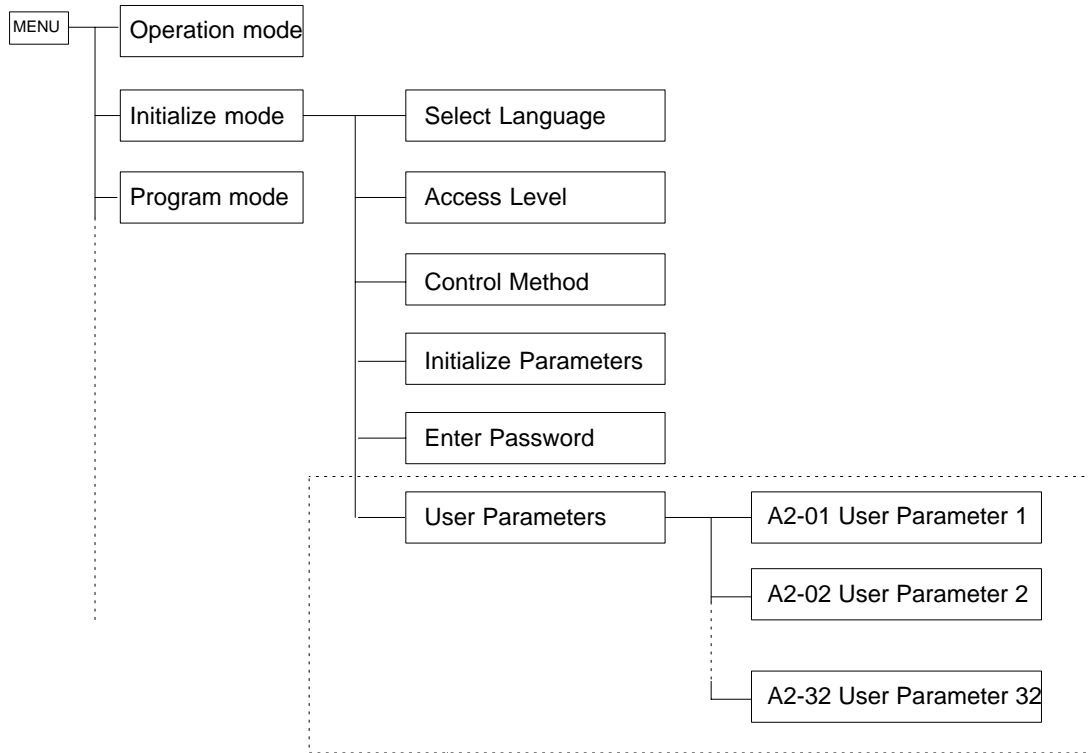 MENU
Operation mode
Initialize mode
Select Language
Program mode
Access Level
Control Method
Initialize Parameters
Enter Password
User Parameters
A2-01 User Parameter 1
A2-02 User Parameter 2
A2-32 User Parameter 32